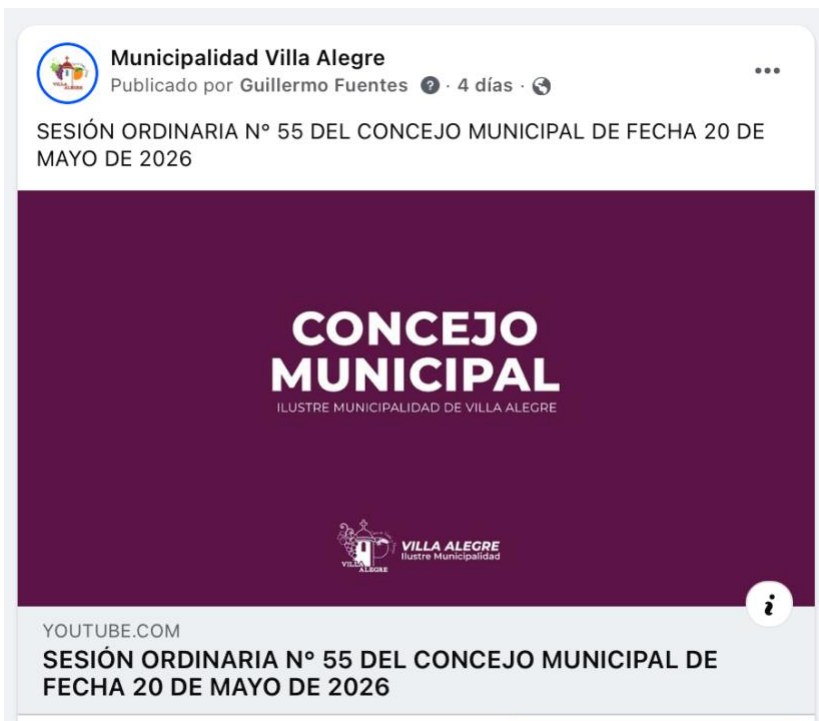 Municipalidad Villa Alegre
Publicado por Guillermo Fuentes · 4 días ·
SESIÓN ORDINARIA N° 55 DEL CONCEJO MUNICIPAL DE FECHA 20 DE
MAYO DE 2026
CONCEJO
MUNICIPAL
ILUSTRE MUNICIPALIDAD DE VILLA ALEGRE
VILLA
ALEGRE
VILLA ALEGRE
Ilustre Municipalidad
YOUTUBE.COM
SESIÓN ORDINARIA N° 55 DEL CONCEJO MUNICIPAL DE
FECHA 20 DE MAYO DE 2026